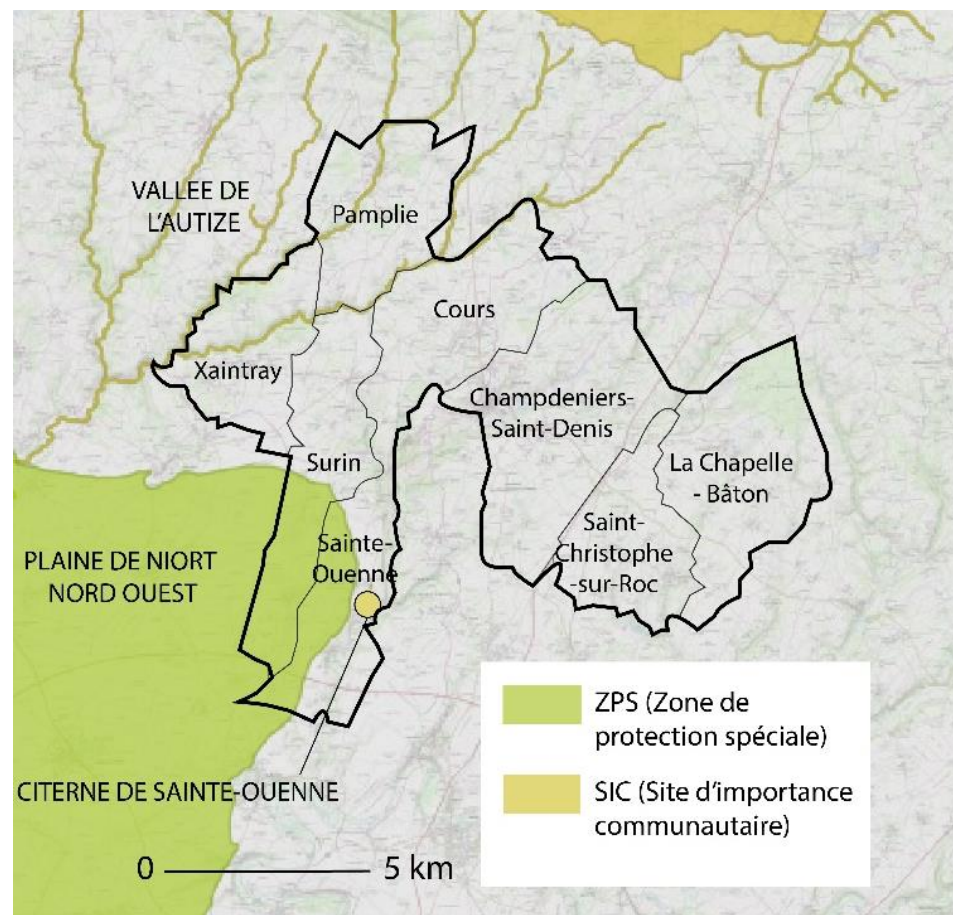 VALLEE DE
L'AUTIZE
Pamplie
Cours
Xaintray
Champdeniers-
Saint-Denis
Surin
La Chapelle
- Bâton
Saint-
Christophe
-sur-Roc
Sainte-
Ouenne
PLAINE DE NIORT
NORD OUEST
CITERNE DE SAINTE-OUENNE
0 5 km
ZPS (Zone de
protection spéciale)
SIC (Site d'importance
communautaire)